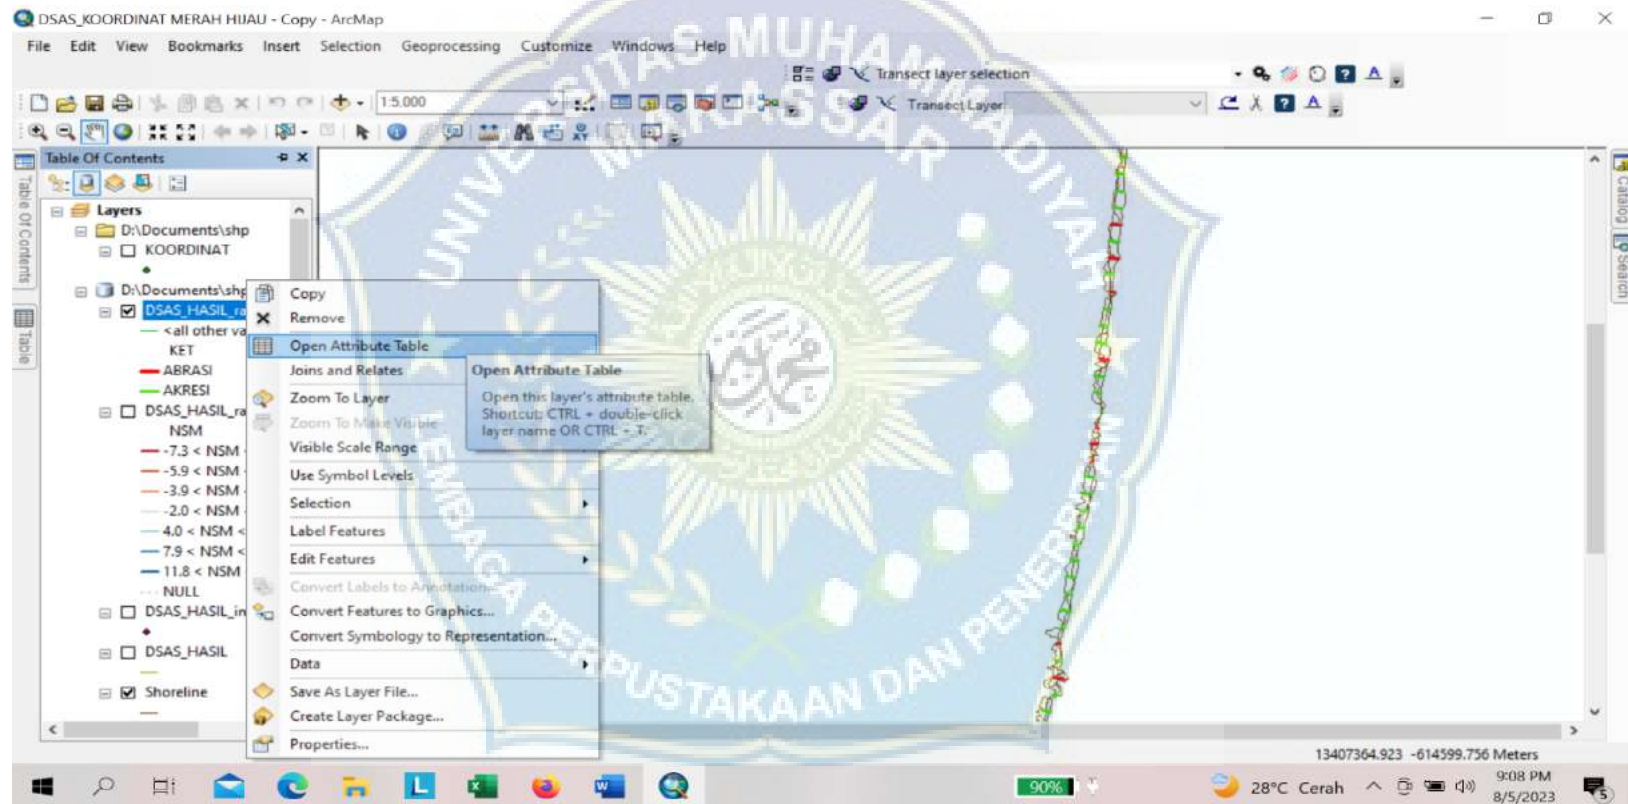 DSAS_KOORDINAT MERAH HIJAU - Copy - ArcMap
File Edit View Bookmarks Insert Selection Geoprocessing Customize Windows Help
Transect layer selection
1:5.000
Transect Layer
Table Of Contents
Layers
D:\Documents\shp
KOORDINAT
D:\Documents\shp
DSAS_HASIL_ra
<all other va
KET
ABRASI
AKRESI
DSAS_HASIL_ra
NSM
-7.3 < NSM
-5.9 < NSM
-3.9 < NSM
-2.0 < NSM
4.0 < NSM <
7.9 < NSM <
11.8 < NSM
NULL
DSAS_HASIL_in
DSAS_HASIL
Shoreline
Copy
Remove
Open Attribute Table
Joins and Relates
Zoom To Layer
Zoom To Make Visible
Visible Scale Range
Use Symbol Levels
Selection
Label Features
Edit Features
Convert Labels to Annotation...
Convert Features to Graphics...
Convert Symbology to Representation...
Data
Save As Layer File...
Create Layer Package...
Properties...
Open Attribute Table
Open this layer's attribute table.
Shortcut: CTRL + double-click
layer name OR CTRL + T.
Table Of Contents
Table
Catalog
Search
UNIVERSITAS MUHAMMADIYAH
MAKASSAR
LEMBAGA PERPUSTAKAAN DAN PENERBITAN
13407364.923 -614599.756 Meters
90%
28°C Cerah
9:08 PM
8/5/2023
5